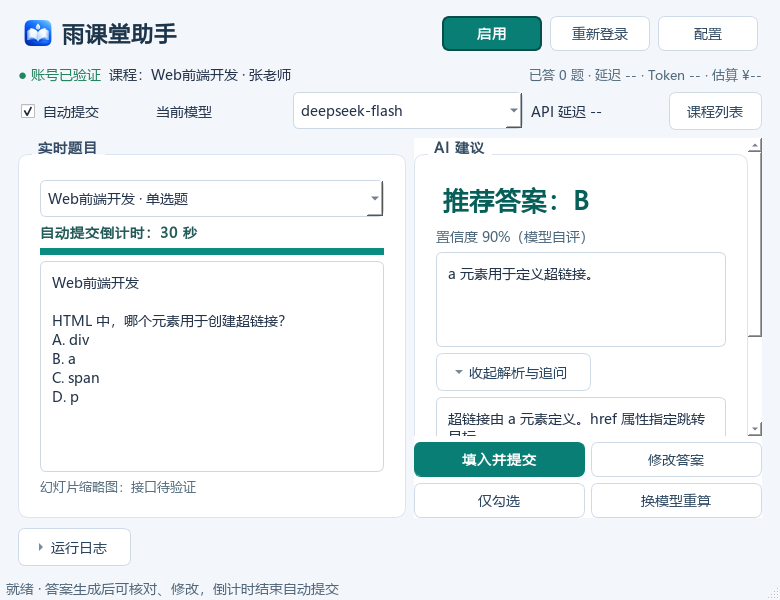 雨课堂助手
启用
重新登录
配置
● 账号已验证 课程：Web前端开发 · 张老师
已答 0 题 · 延迟 -- · Token -- · 估算 ¥--
自动提交
当前模型
deepseek-flash
API 延迟 --
课程列表
实时题目
Web前端开发 · 单选题
自动提交倒计时：30 秒
Web前端开发
HTML 中，哪个元素用于创建超链接？
A. div
B. a
C. span
D. p
幻灯片缩略图：接口待验证
AI 建议
推荐答案：B
置信度 90%（模型自评）
a 元素用于定义超链接。
收起解析与追问
超链接由 a 元素定义。href 属性指定跳转
目标
填入并提交
修改答案
仅勾选
换模型重算
运行日志
就绪 · 答案生成后可核对、修改，倒计时结束自动提交